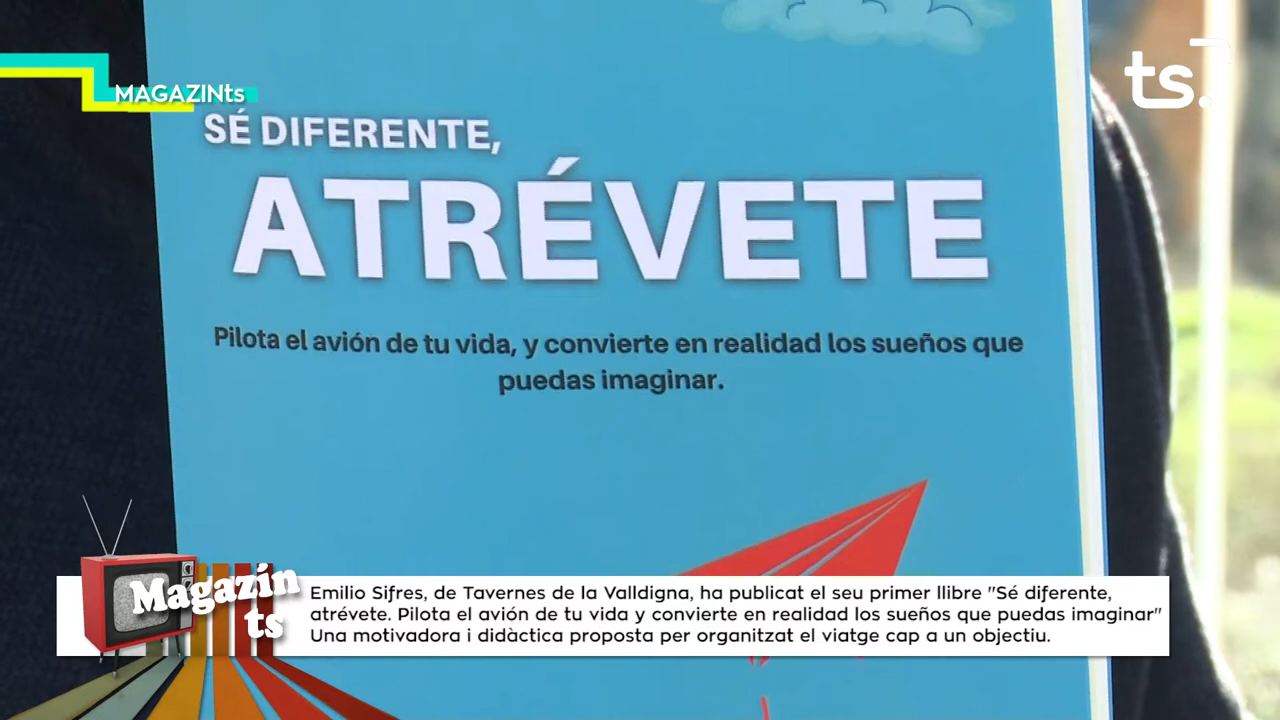 MAGAZINts
ts.
SÉ DIFERENTE,
ATRÉVETE
Pilota el avión de tu vida, y convierte en realidad los sueños que
puedas imaginar.
Magazin
ts
Emilio Sifres, de Tavernes de la Valldigna, ha publicat el seu primer llibre "Sé diferente,
atrévete. Pilota el avión de tu vida y convierte en realidad los sueños que puedas imaginar"
Una motivadora i didàctica proposta per organitzat el viatge cap a un objectiu.